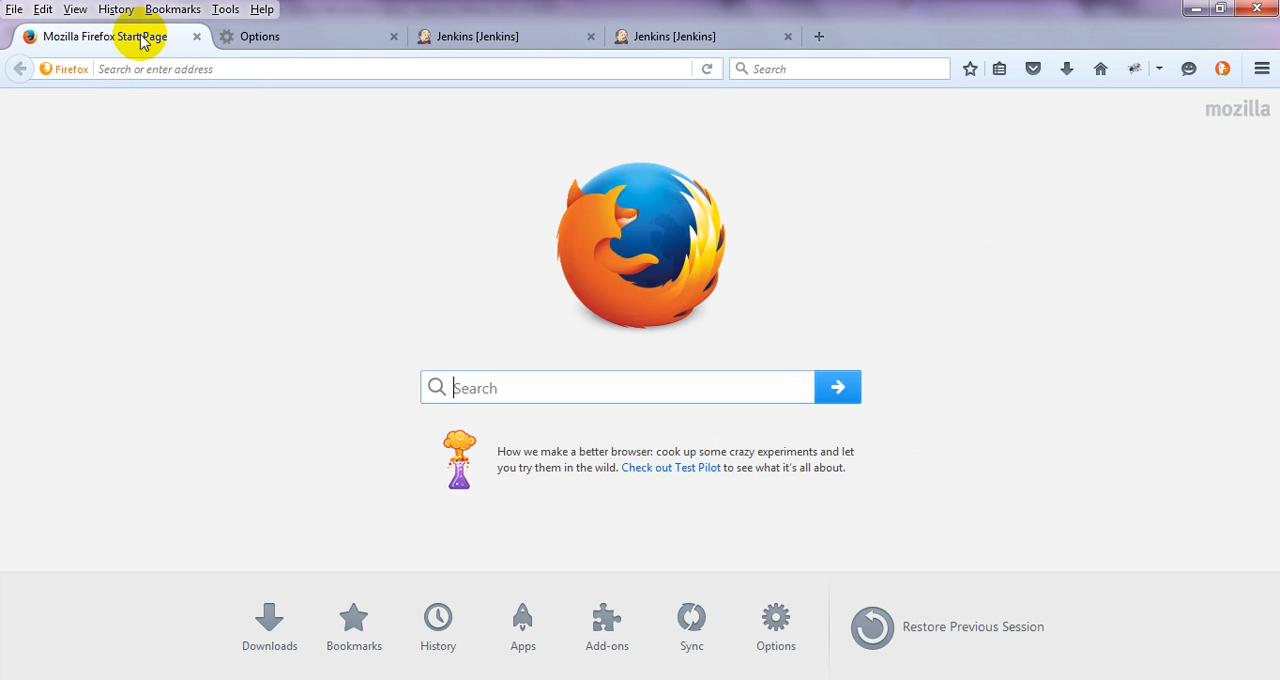 File Edit View History Bookmarks Tools Help
Mozilla Firefox Start Page Options Jenkins [Jenkins] Jenkins [Jenkins]
Firefox Search or enter address Search
mozilla
Search
How we make a better browser: cook up some crazy experiments and let
you try them in the wild. Check out Test Pilot to see what it's all about.
Downloads Bookmarks History Apps Add-ons Sync Options Restore Previous Session